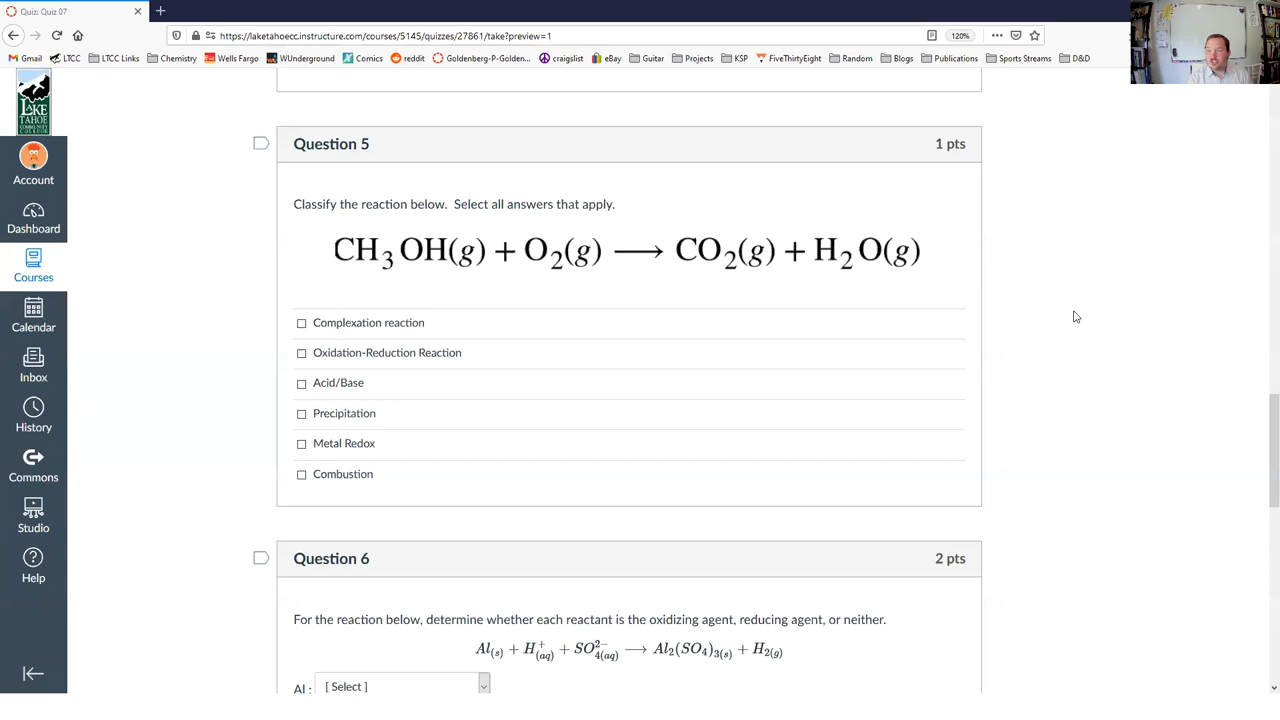 Quiz: Quiz 07
https://laketahoecc.instructure.com/courses/5145/quizzes/27861/take?preview=1
120%
Gmail LTCC LTCC Links Chemistry Wells Fargo WUnderground Comics reddit Goldenberg-P-Golden... craigslist eBay Guitar Projects KSP FiveThirtyEight Random Blogs Publications Sports Streams D&D
LAKE
TAHOE
COMMUNITY
COLLEGE
Account
Dashboard
Courses
Calendar
Inbox
History
Commons
Studio
Help
Question 5 1 pts
Classify the reaction below. Select all answers that apply.
CH₃OH(g) + O₂(g) ⟶ CO₂(g) + H₂O(g)
Complexation reaction
Oxidation-Reduction Reaction
Acid/Base
Precipitation
Metal Redox
Combustion
Question 6 2 pts
For the reaction below, determine whether each reactant is the oxidizing agent, reducing agent, or neither.
Al₍s₎ + H⁺₍aq₎ + SO₄²⁻₍aq₎ ⟶ Al₂(SO₄)₃₍s₎ + H₂₍g₎
Al : [ Select ]